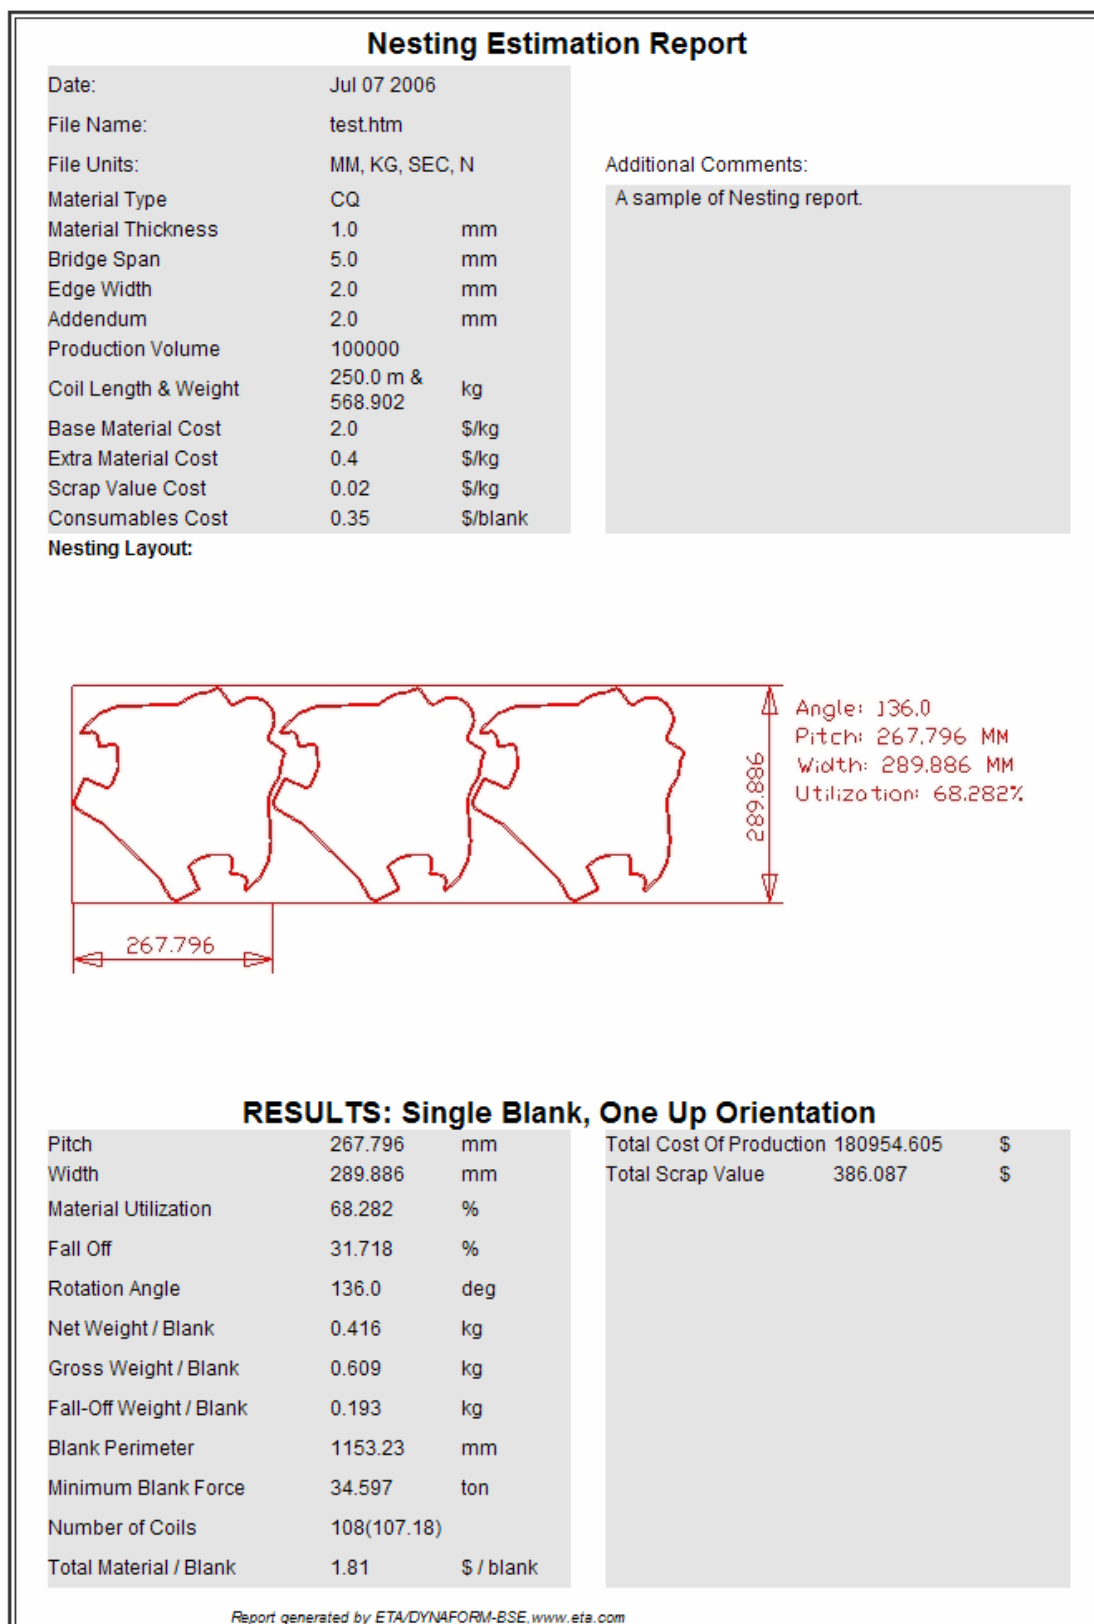 Nesting Estimation Report
Date: Jul 07 2006
File Name: test.htm
File Units: MM, KG, SEC, N Additional Comments:
Material Type CQ A sample of Nesting report.
Material Thickness 1.0 mm
Bridge Span 5.0 mm
Edge Width 2.0 mm
Addendum 2.0 mm
Production Volume 100000
Coil Length & Weight 250.0 m & 568.902 kg
Base Material Cost 2.0 $/kg
Extra Material Cost 0.4 $/kg
Scrap Value Cost 0.02 $/kg
Consumables Cost 0.35 $/blank
Nesting Layout:
Angle: 136.0
Pitch: 267.796 MM
Width: 289.886 MM
Utilization: 68.282%
289.886
267.796
RESULTS: Single Blank, One Up Orientation
Pitch 267.796 mm Total Cost Of Production 180954.605 $
Width 289.886 mm Total Scrap Value 386.087 $
Material Utilization 68.282 %
Fall Off 31.718 %
Rotation Angle 136.0 deg
Net Weight / Blank 0.416 kg
Gross Weight / Blank 0.609 kg
Fall-Off Weight / Blank 0.193 kg
Blank Perimeter 1153.23 mm
Minimum Blank Force 34.597 ton
Number of Coils 108(107.18)
Total Material / Blank 1.81 $ / blank
Report generated by ETA/DYNAFORM-BSE,www.eta.com